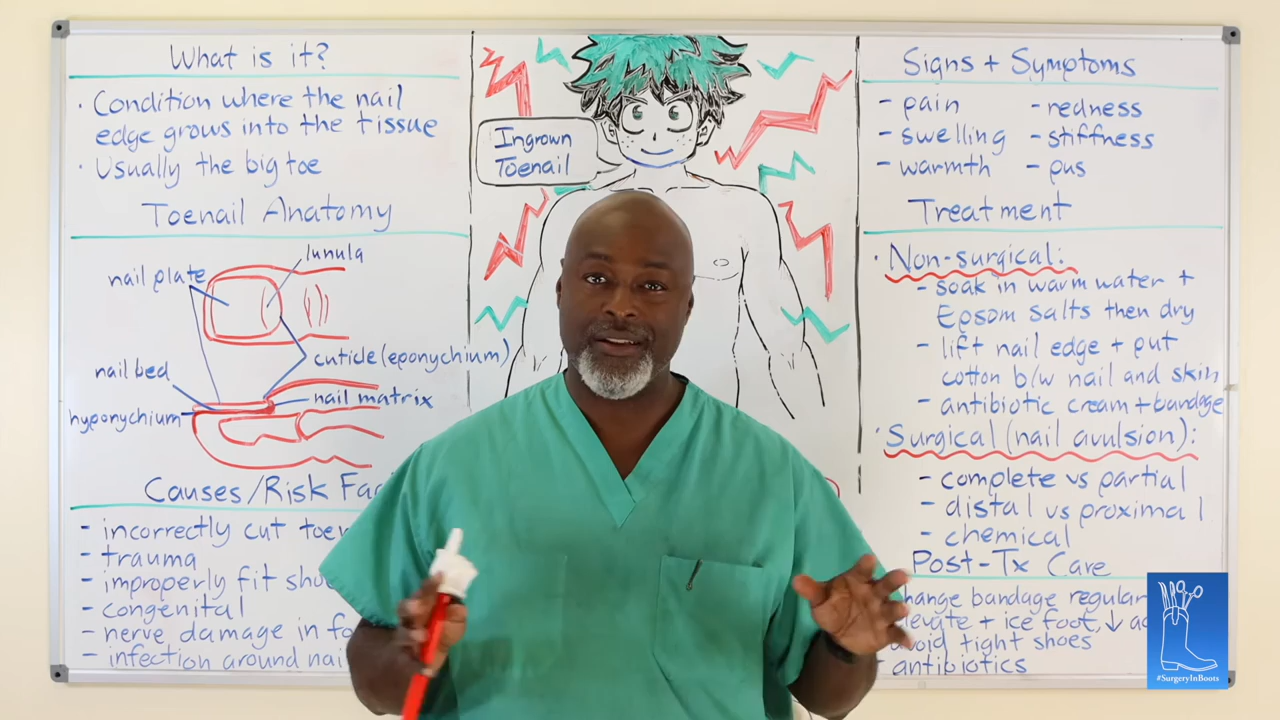 What is it?
· Condition where the nail
edge grows into the tissue
· Usually the big toe
Toenail Anatomy
lunula
nail plate
cuticle (eponychium)
nail bed
nail matrix
hyponychium
Causes/Risk Fa
- incorrectly cut toe
- trauma
- improperly fit sho
- congenital
- nerve damage in fo
- infection around nai
Ingrown
Toenail
Signs + Symptoms
- pain - redness
- swelling - stiffness
- warmth - pus
Treatment
· Non-surgical:
- soak in warm water +
Epsom salts then dry
- lift nail edge + put
cotton b/w nail and skin
- antibiotic cream + bandage
· Surgical (nail avulsion):
- complete vs partial
- distal vs proximal
- chemical
Post-Tx Care
hange bandage regular
levate + ice foot, ↓ ac
avoid tight shoes
- antibiotics
#SurgeryInBoots